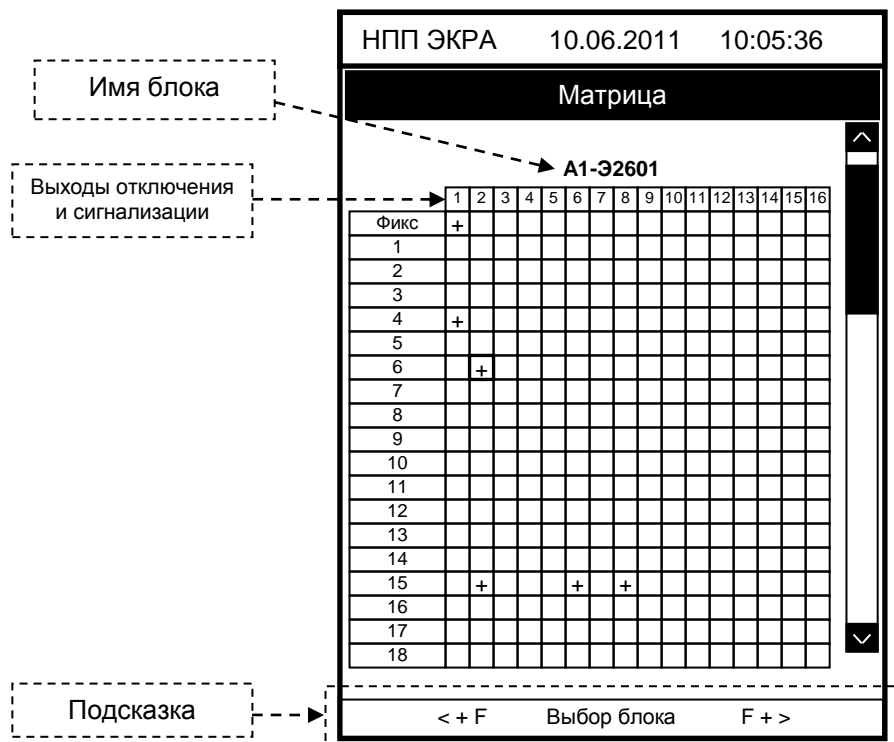 НПП ЭКРА 10.06.2011 10:05:36
Имя блока
Матрица
А1-Э2601
Выходы отключения
и сигнализации
1 2 3 4 5 6 7 8 9 10 11 12 13 14 15 16
Фикс +
1
2
3
4 +
5
6 +
7
8
9
10
11
12
13
14
15 + + +
16
17
18
Подсказка
< + F Выбор блока F + >